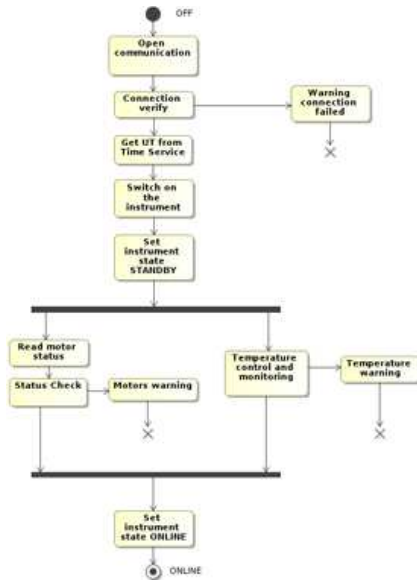 OFF
Open
communication
Connection
verify
Warning
connection
failed
Get UT from
Time Service
Switch on
the
instrument
Set
instrument
state
STANDBY
Read motor
status
Temperature
control and
monitoring
Temperature
warning
Status Check
Motors warning
Set
instrument
state ONLINE
ONLINE